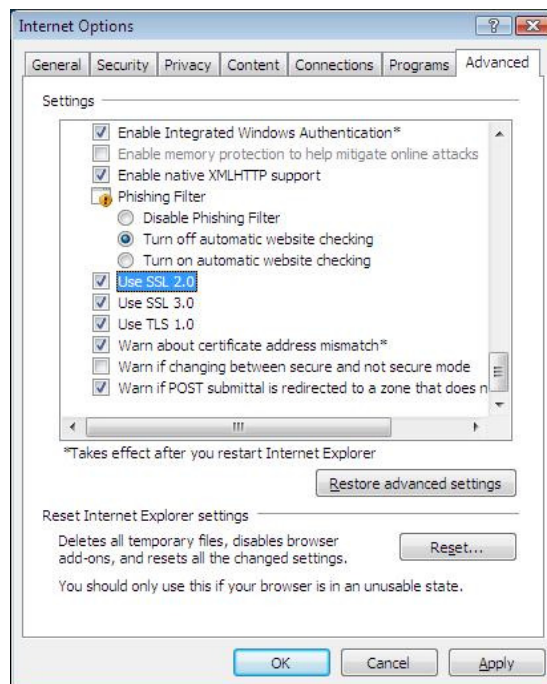 Internet Options
General Security Privacy Content Connections Programs Advanced
Settings
Enable Integrated Windows Authentication*
Enable memory protection to help mitigate online attacks
Enable native XMLHTTP support
Phishing Filter
Disable Phishing Filter
Turn off automatic website checking
Turn on automatic website checking
Use SSL 2.0
Use SSL 3.0
Use TLS 1.0
Warn about certificate address mismatch*
Warn if changing between secure and not secure mode
Warn if POST submittal is redirected to a zone that does n
*Takes effect after you restart Internet Explorer
Restore advanced settings
Reset Internet Explorer settings
Deletes all temporary files, disables browser
add-ons, and resets all the changed settings.
Reset...
You should only use this if your browser is in an unusable state.
OK Cancel Apply